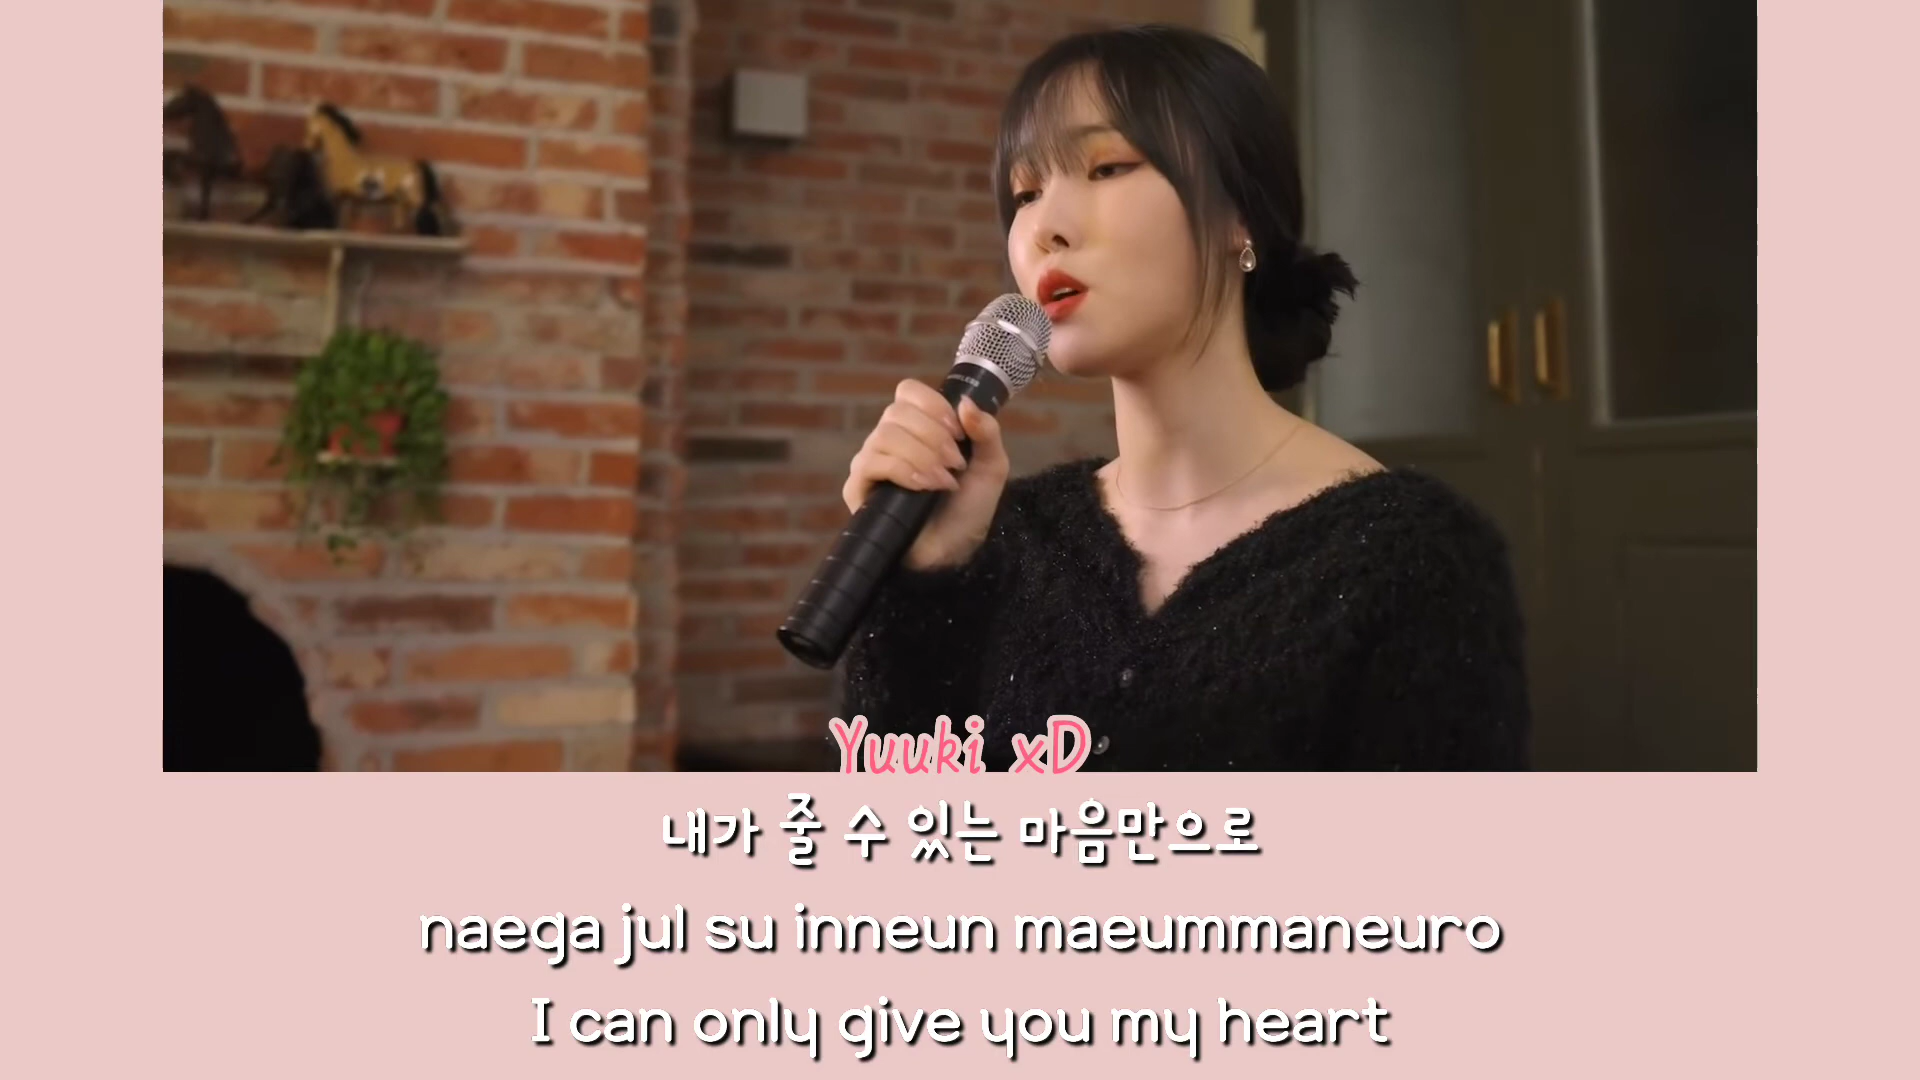 Yuuki xD
내가 줄 수 있는 마음만으로
naega jul su inneun maeummaneuro
I can only give you my heart